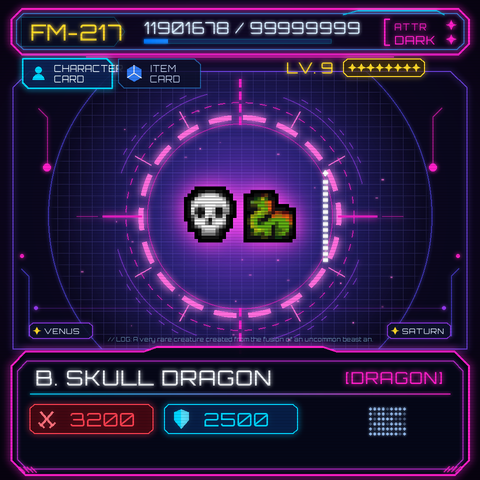 FM-217
11901678 / 99999999
ATTR
DARK
CHARACTER
CARD
ITEM
CARD
LV. 9
VENUS
// LOG: A very rare creature created from the fusion of an uncommon beast an
SATURN
B. SKULL DRAGON
[DRAGON]
3200
2500